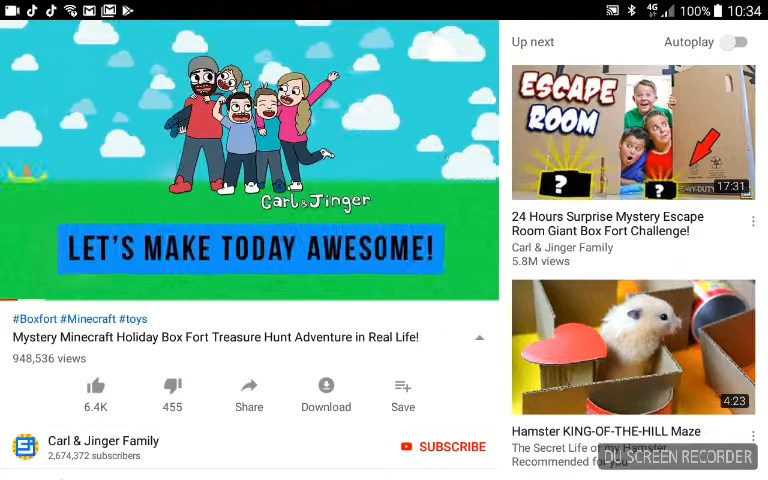 4G 100% 10:34
Carl & Jinger
LET'S MAKE TODAY AWESOME!
#Boxfort #Minecraft #toys
Mystery Minecraft Holiday Box Fort Treasure Hunt Adventure in Real Life!
948,536 views
6.4K 455 Share Download Save
Carl & Jinger Family
2,674,372 subscribers
SUBSCRIBE
Up next Autoplay
ESCAPE
ROOM
? ?
HEAVY-DUTY
17:31
24 Hours Surprise Mystery Escape
Room Giant Box Fort Challenge!
Carl & Jinger Family
5.8M views
4:23
Hamster KING-OF-THE-HILL Maze
The Secret Life of my Hamster
Recommended for you
DU SCREEN RECORDER